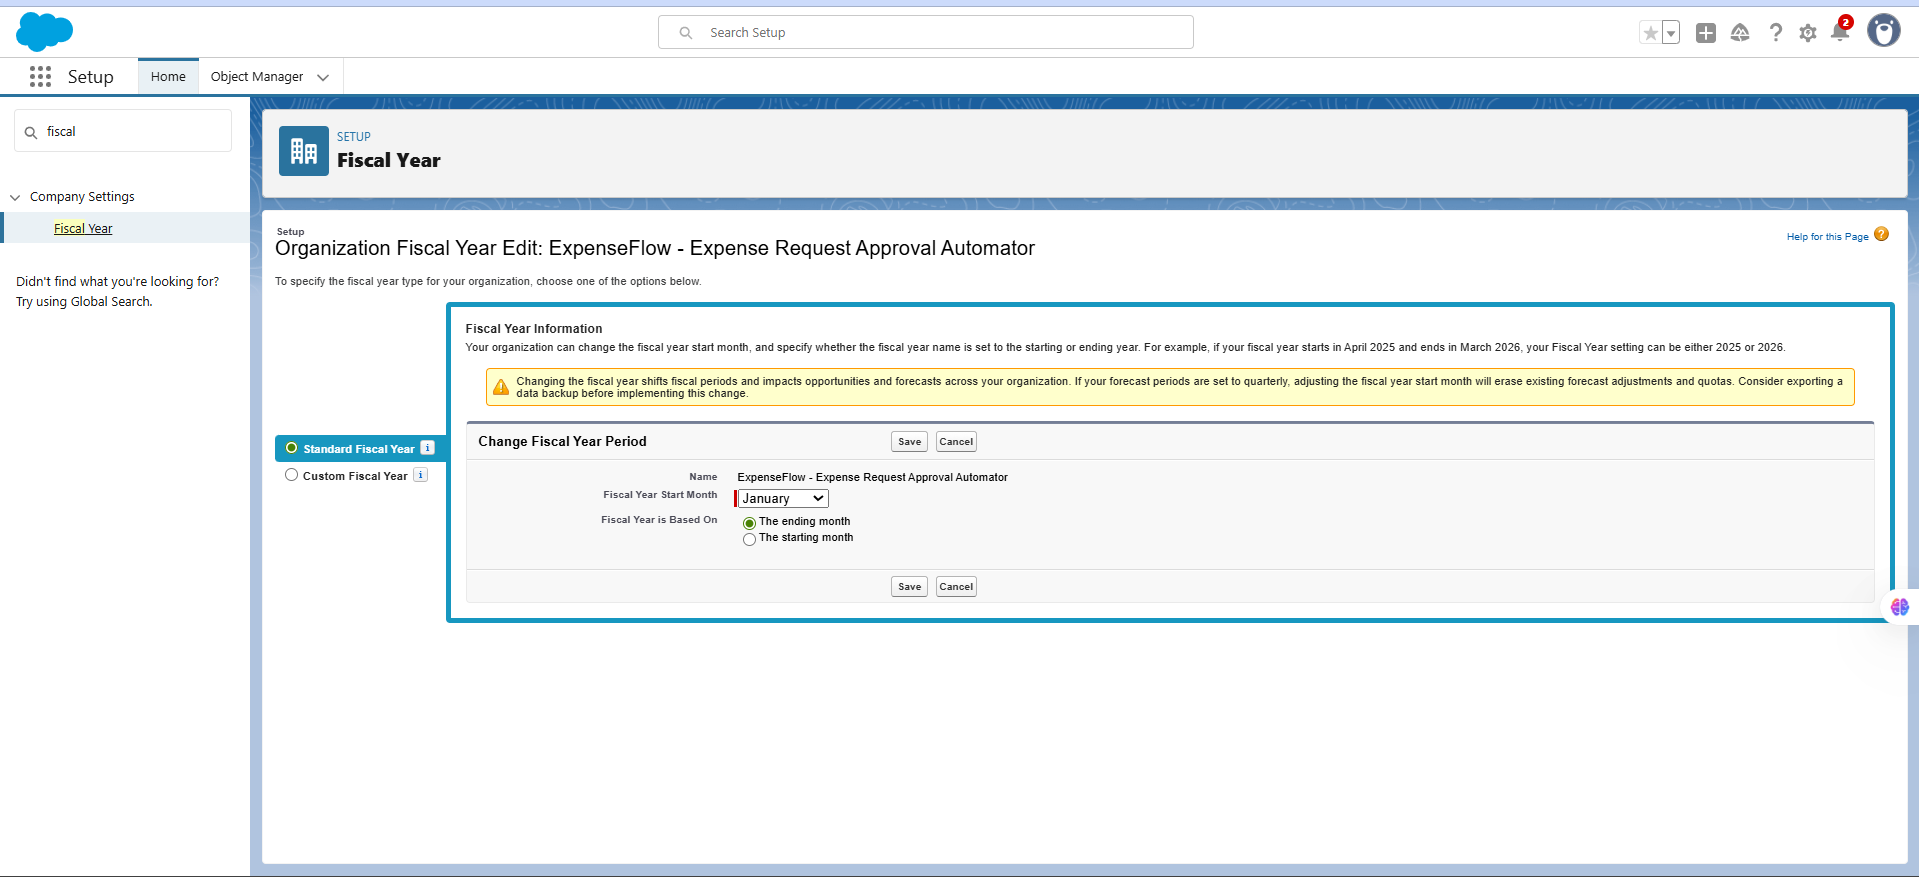 Search Setup
2
Setup
Home
Object Manager
fiscal
Company Settings
Fiscal Year
Didn't find what you're looking for?
Try using Global Search.
SETUP
Fiscal Year
Setup
Organization Fiscal Year Edit: ExpenseFlow - Expense Request Approval Automator
Help for this Page ?
To specify the fiscal year type for your organization, choose one of the options below.
Standard Fiscal Year i
Custom Fiscal Year i
Fiscal Year Information
Your organization can change the fiscal year start month, and specify whether the fiscal year name is set to the starting or ending year. For example, if your fiscal year starts in April 2025 and ends in March 2026, your Fiscal Year setting can be either 2025 or 2026.
Changing the fiscal year shifts fiscal periods and impacts opportunities and forecasts across your organization. If your forecast periods are set to quarterly, adjusting the fiscal year start month will erase existing forecast adjustments and quotas. Consider exporting a
data backup before implementing this change.
Change Fiscal Year Period
Save Cancel
Name ExpenseFlow - Expense Request Approval Automator
Fiscal Year Start Month January
Fiscal Year is Based On The ending month
The starting month
Save Cancel